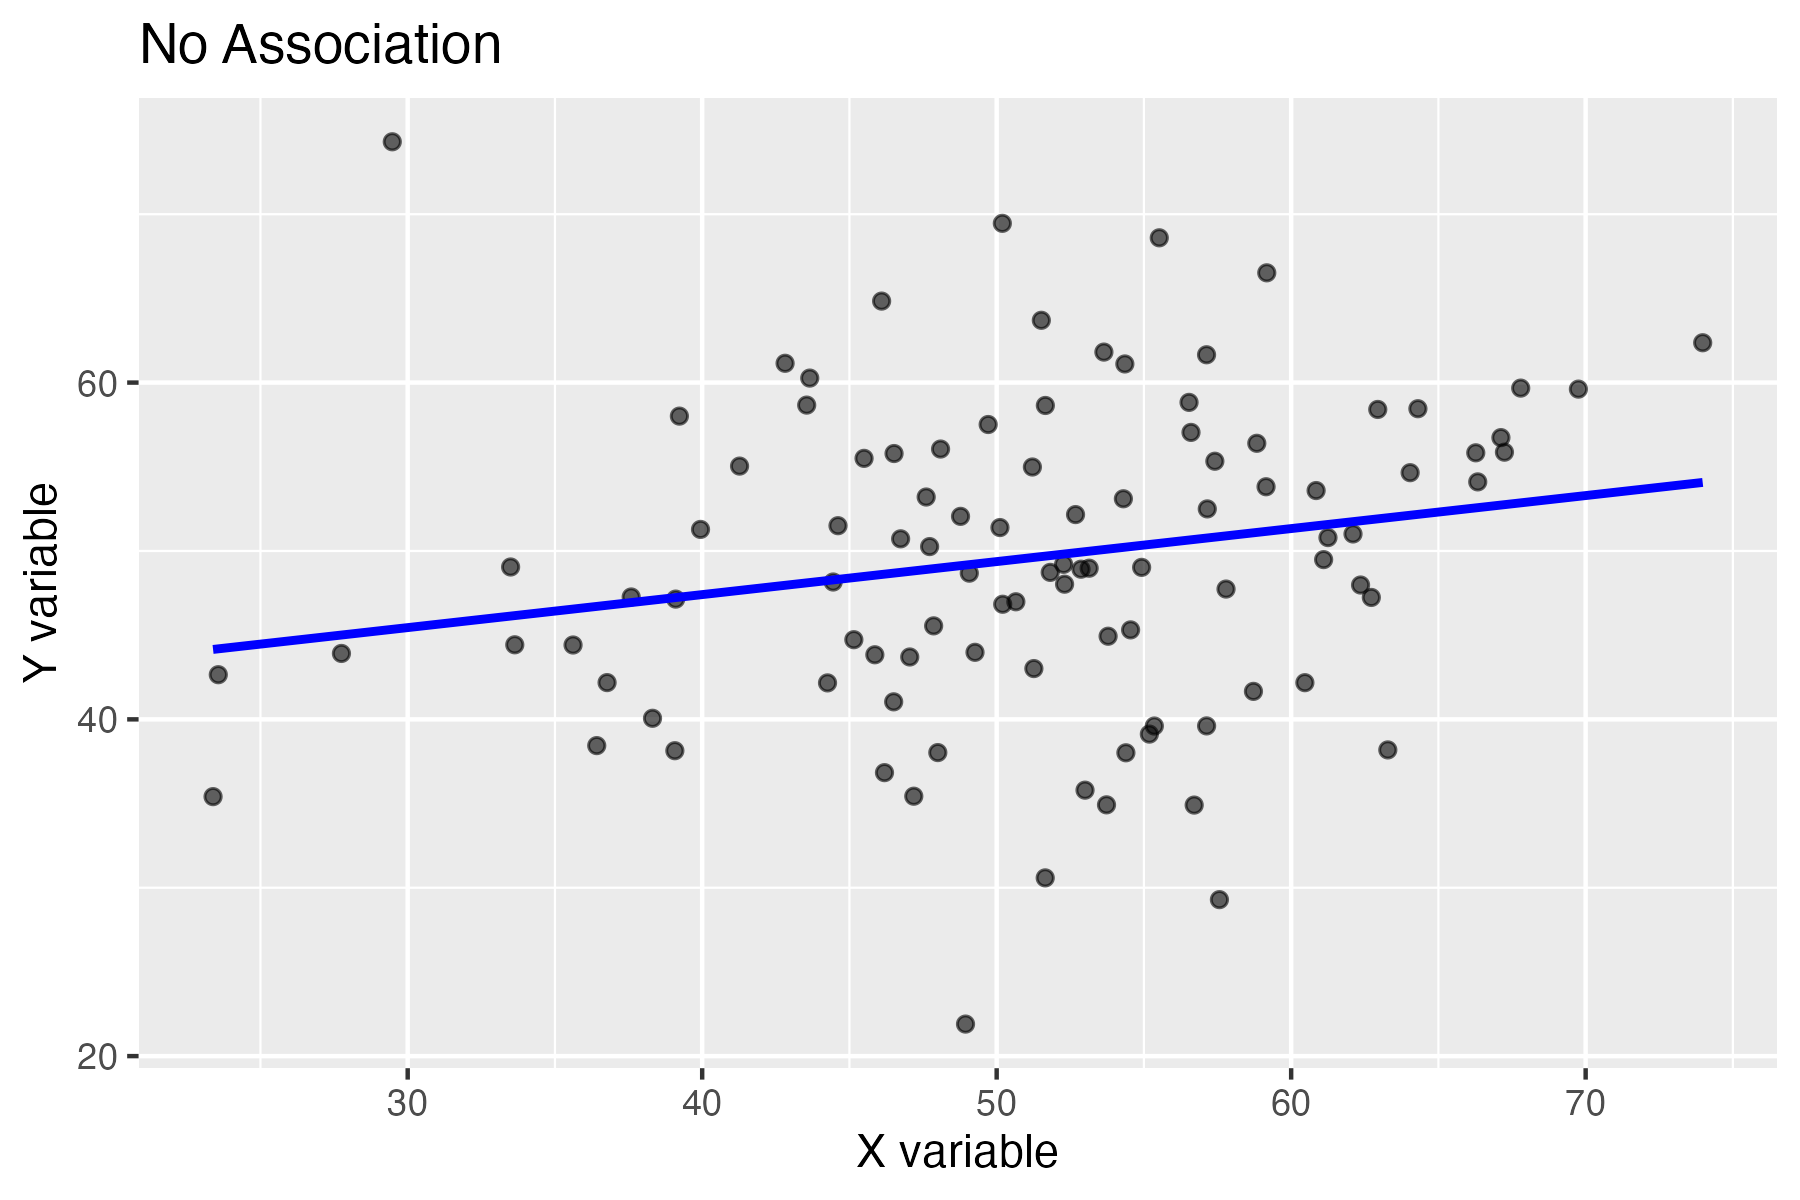 No Association
Y variable
60
40
20
30 40 50 60 70
X variable